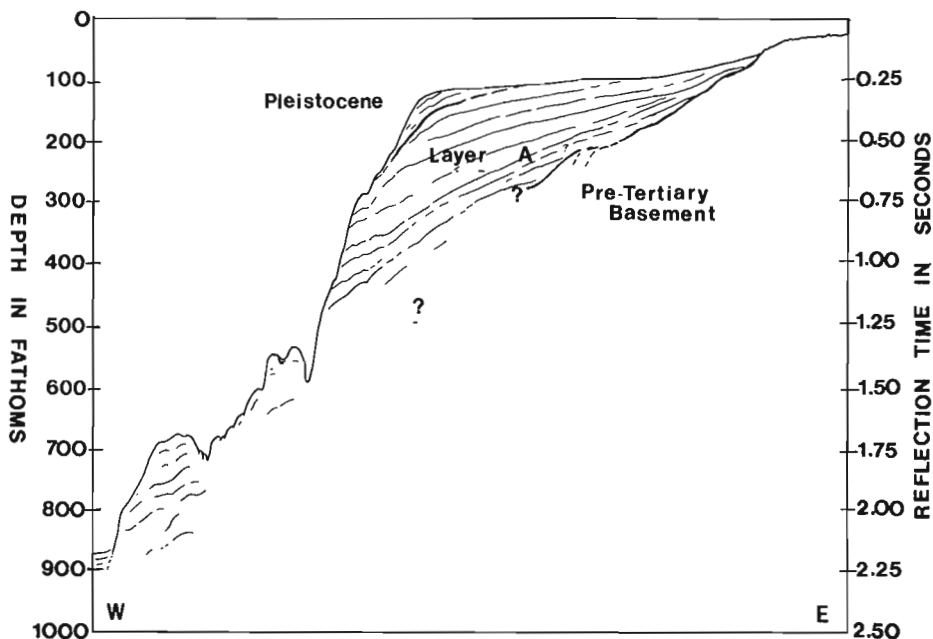 0
100
200
300
400
500
600
700
800
900
1000
DEPTH IN FATHOMS
Pleistocene
Layer A
?
Pre-Tertiary
Basement
?
W
E
0.25
0.50
0.75
1.00
1.25
1.50
1.75
2.00
2.25
2.50
REFLECTION TIME IN SECONDS